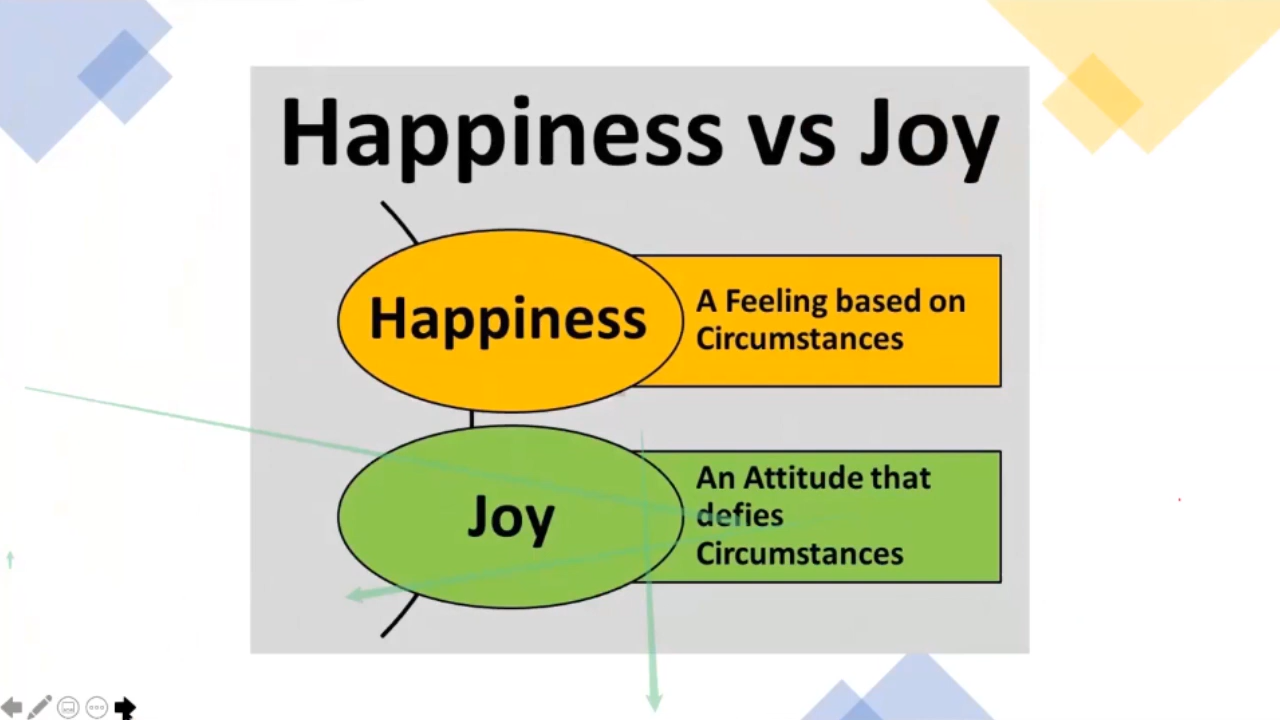 Happiness vs Joy
Happiness
A Feeling based on
Circumstances
Joy
An Attitude that
defies
Circumstances